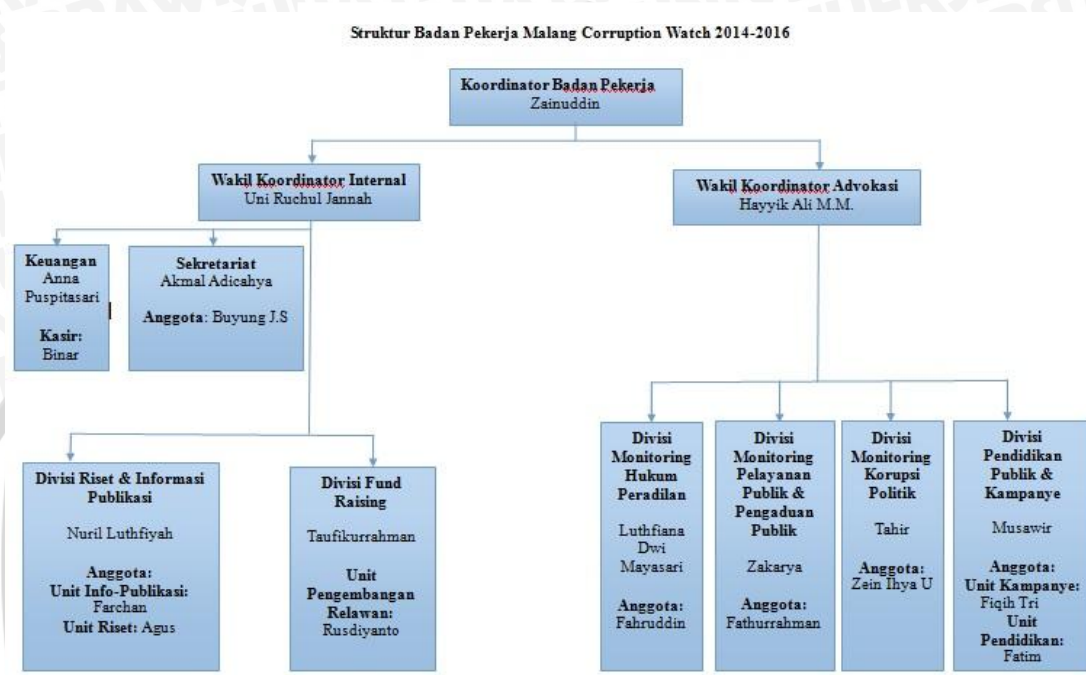 Struktur Badan Pekerja Malang Corruption Watch 2014-2016
Koordinator Badan Pekerja
Zainuddin
Wakil Koordinator Internal
Uni Ruchul Jannah
Wakil Koordinator Advokasi
Hayyik Ali M.M.
Keuangan
Anna
Puspitasari
Kasir:
Binar
Sekretariat
Akmal Adicahya
Anggota: Buyung J.S
Divisi Riset & Informasi
Publikasi
Nuril Luthfiyah
Anggota:
Unit Info-Publikasi:
Farchan
Unit Riset: Agus
Divisi Fund
Raising
Taufikurrahman
Unit
Pengembangan
Relawan:
Rusdiyanto
Divisi
Monitoring
Hukum
Peradilan
Luthfiana
Dwi
Mayasari
Anggota:
Fahruddin
Divisi
Monitoring
Pelayanan
Publik &
Pengaduan
Publik
Zakarya
Anggota:
Fathurrahman
Divisi
Monitoring
Korupsi
Politik
Tahir
Anggota:
Zein Ihya U
Divisi
Pendidikan
Publik &
Kampanye
Musawir
Anggota:
Unit Kampanye:
Fiqih Tri
Unit
Pendidikan:
Fatim